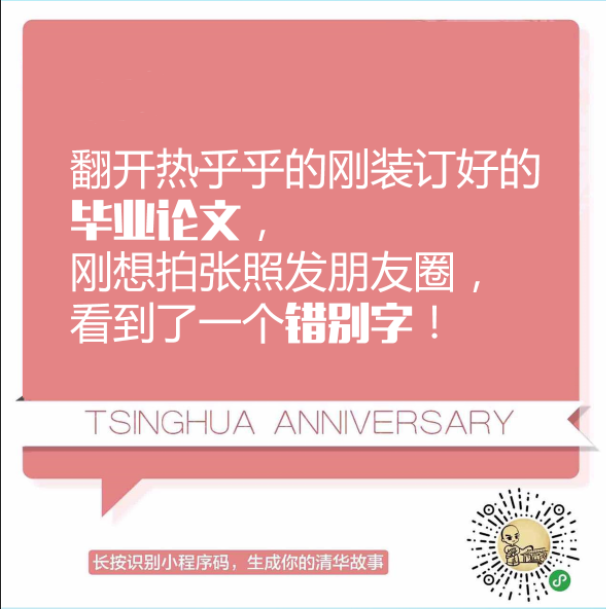 翻开热乎乎的刚装订好的
毕业论文，
刚想拍张照发朋友圈，
看到了一个错别字！
TSINGHUA ANNIVERSARY
长按识别小程序码，生成你的清华故事